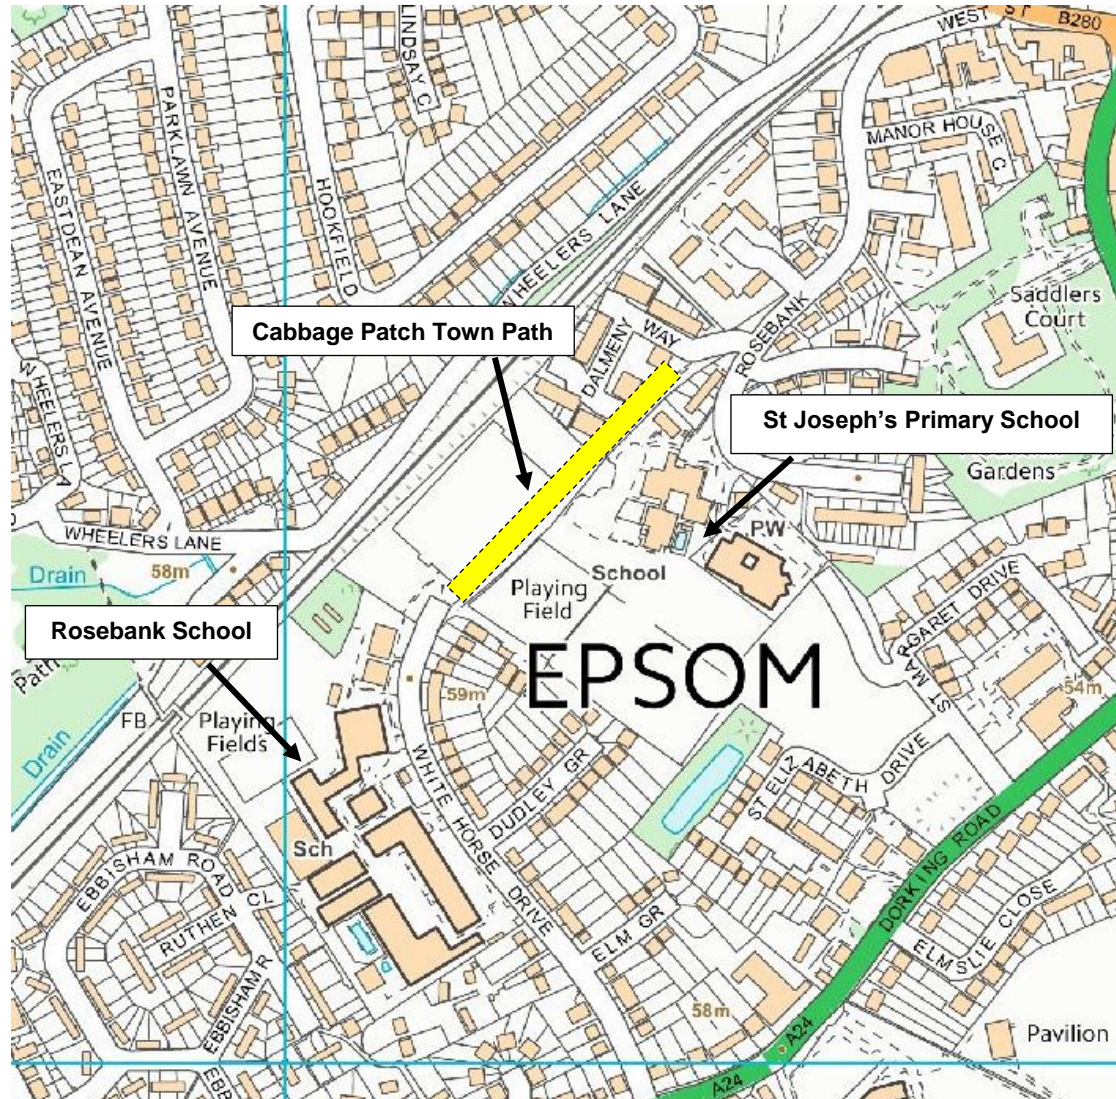 WEST ST
B280
LINDSAY C
PARKLAWN AVENUE
EASTDEAN AVENUE
HOOKFIELD
MANOR HOUSE C
WHEELERS LANE
Saddlers
Court
Cabbage Patch Town Path
DALMENY
WAY
ROSEBANK
St Joseph's Primary School
WHEELERS LA
Gardens
WHEELERS LANE
PW
Drain
58m
School
Playing
Field
ST MARGARET DRIVE
Rosebank School
EPSOM
Path
59m
54m
FB
Playing
Fields
Drain
WHITE HORSE DRIVE
DUDLEY GR
ST ELIZABETH DRIVE
Sch
DORKING ROAD
EBBISHAM ROAD
RUTHEN CL
ELM GR
ELMSLIE CLOSE
EBBISHAM R
58m
A24
Pavilion
A24